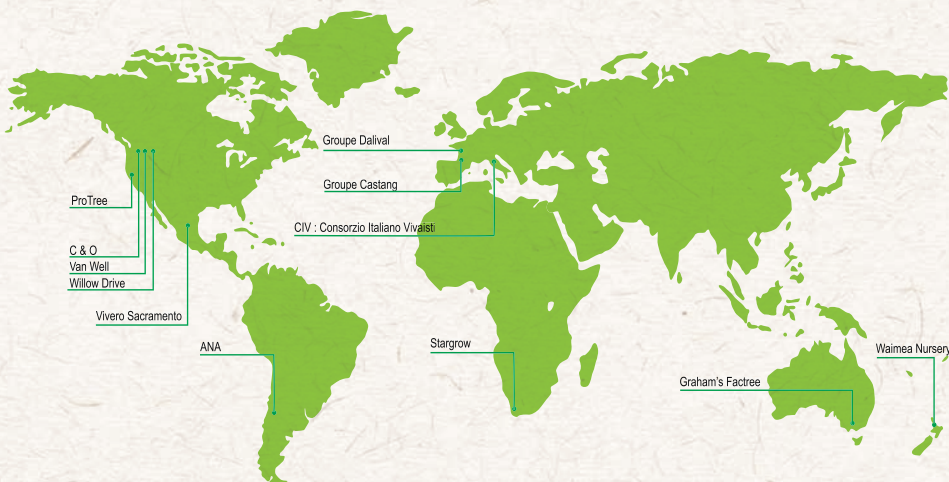 Groupe Dalival
Groupe Castang
ProTree
CIV : Consorzio Italiano Vivaisti
C & O
Van Well
Willow Drive
Vivero Sacramento
ANA
Stargrow
Waimea Nursery
Graham's Factree